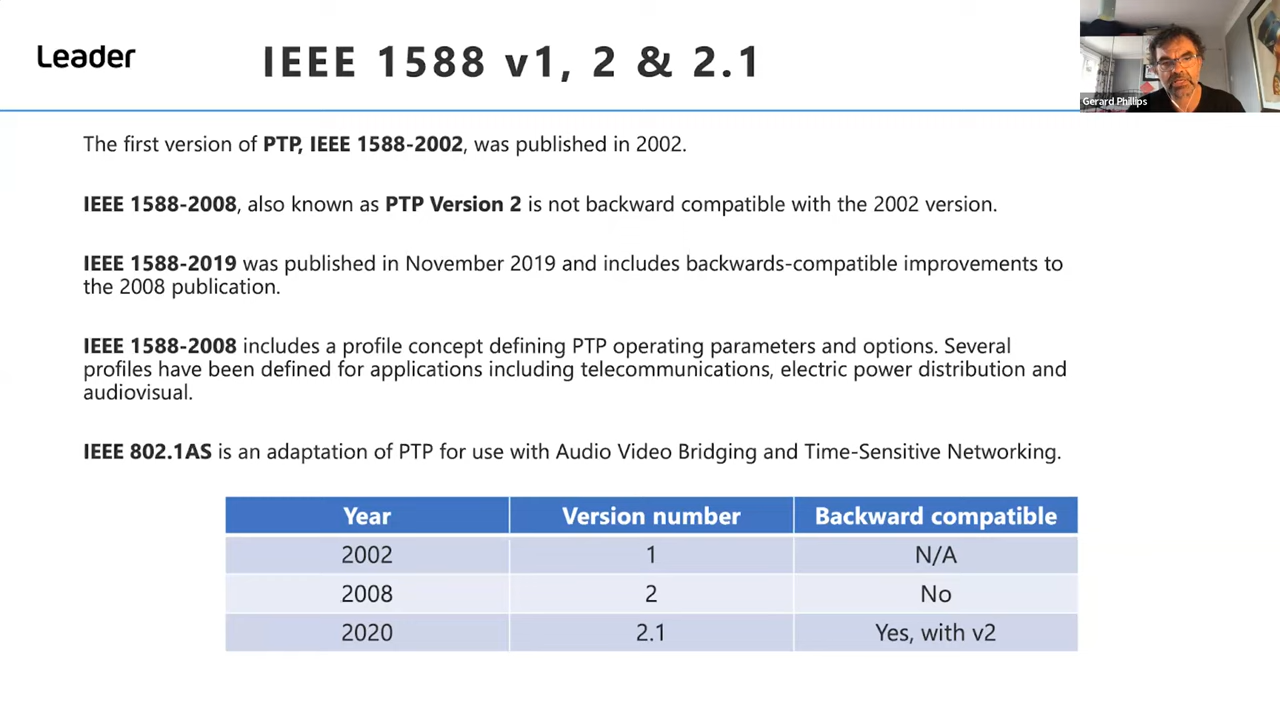 Leader
IEEE 1588 v1, 2 & 2.1
Gerard Phillips
The first version of PTP, IEEE 1588-2002, was published in 2002.
IEEE 1588-2008, also known as PTP Version 2 is not backward compatible with the 2002 version.
IEEE 1588-2019 was published in November 2019 and includes backwards-compatible improvements to
the 2008 publication.
IEEE 1588-2008 includes a profile concept defining PTP operating parameters and options. Several
profiles have been defined for applications including telecommunications, electric power distribution and
audiovisual.
IEEE 802.1AS is an adaptation of PTP for use with Audio Video Bridging and Time-Sensitive Networking.
Year Version number Backward compatible
2002 1 N/A
2008 2 No
2020 2.1 Yes, with v2